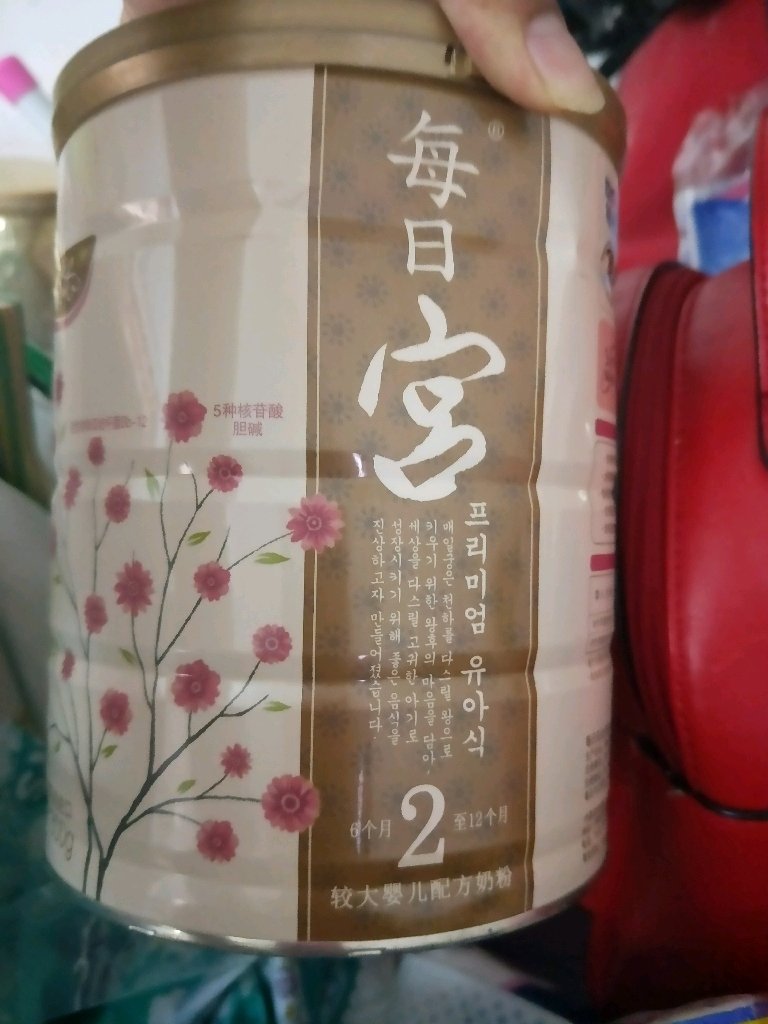 每日宫
®
프리미엄 유아식
매일궁은 천하를 다스릴 왕으로
키우기 위한 왕후의 마음을 담아,
세상을 다스릴 고귀한 아기로
성장시키기 위해 좋은 음식을
진상하고자 만들어졌습니다.
5种核苷酸
胆碱
6个月 2 至12个月
较大婴儿配方奶粉